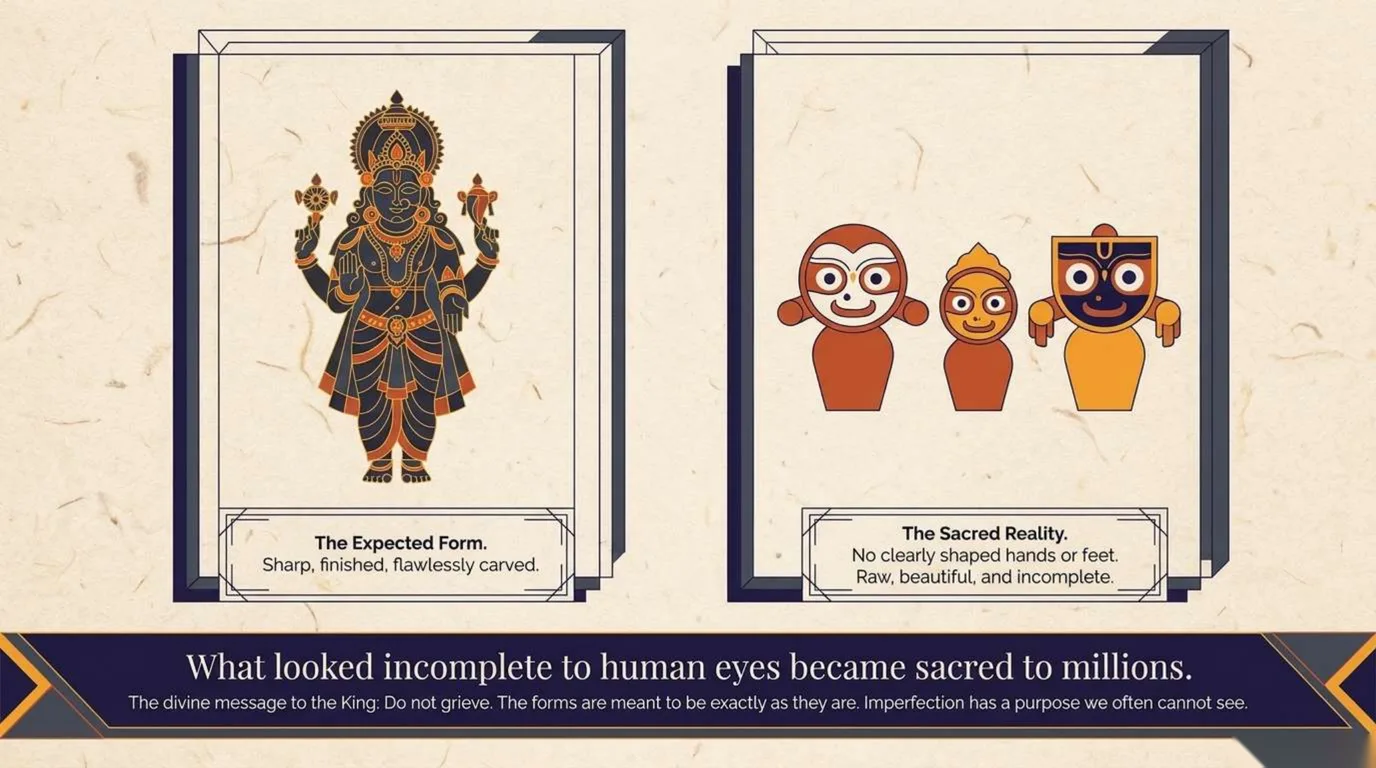 The Expected Form.
Sharp, finished, flawlessly carved.
The Sacred Reality.
No clearly shaped hands or feet.
Raw, beautiful, and incomplete.
What looked incomplete to human eyes became sacred to millions.
The divine message to the King: Do not grieve. The forms are meant to be exactly as they are. Imperfection has a purpose we often cannot see.